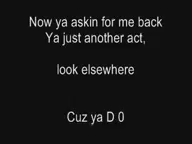 Now ya askin for me back
Ya just another act,
look elsewhere
Cuz ya D 0